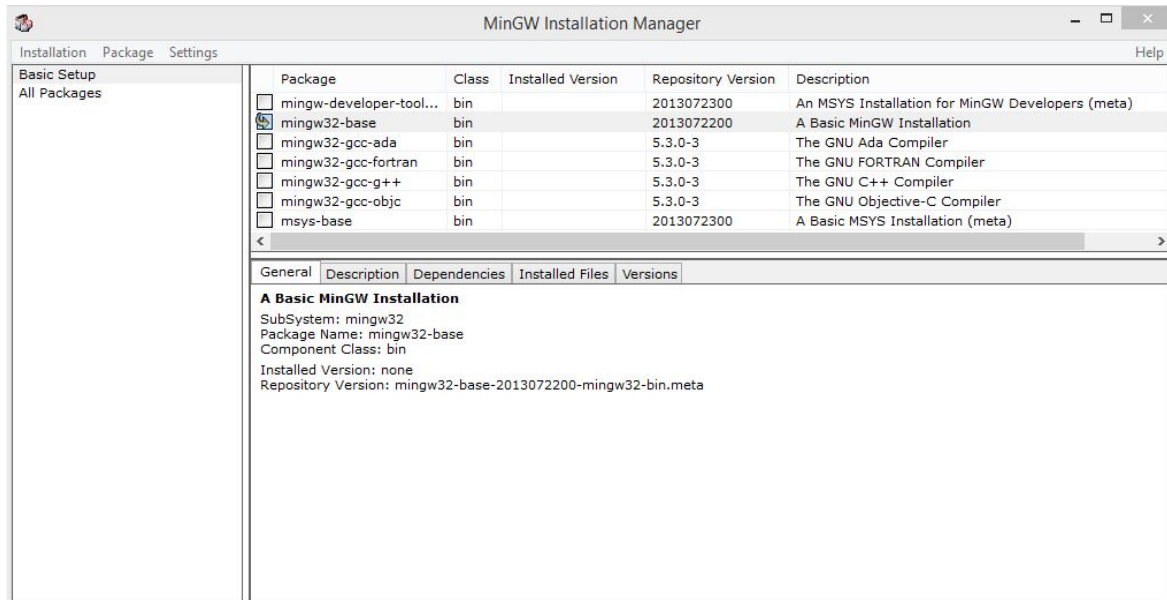 MinGW Installation Manager
Installation Package Settings Help
Basic Setup
All Packages
Package Class Installed Version Repository Version Description
mingw-developer-tool... bin 2013072300 An MSYS Installation for MinGW Developers (meta)
mingw32-base bin 2013072200 A Basic MinGW Installation
mingw32-gcc-ada bin 5.3.0-3 The GNU Ada Compiler
mingw32-gcc-fortran bin 5.3.0-3 The GNU FORTRAN Compiler
mingw32-gcc-g++ bin 5.3.0-3 The GNU C++ Compiler
mingw32-gcc-objc bin 5.3.0-3 The GNU Objective-C Compiler
msys-base bin 2013072300 A Basic MSYS Installation (meta)
General Description Dependencies Installed Files Versions
A Basic MinGW Installation
SubSystem: mingw32
Package Name: mingw32-base
Component Class: bin
Installed Version: none
Repository Version: mingw32-base-2013072200-mingw32-bin.meta